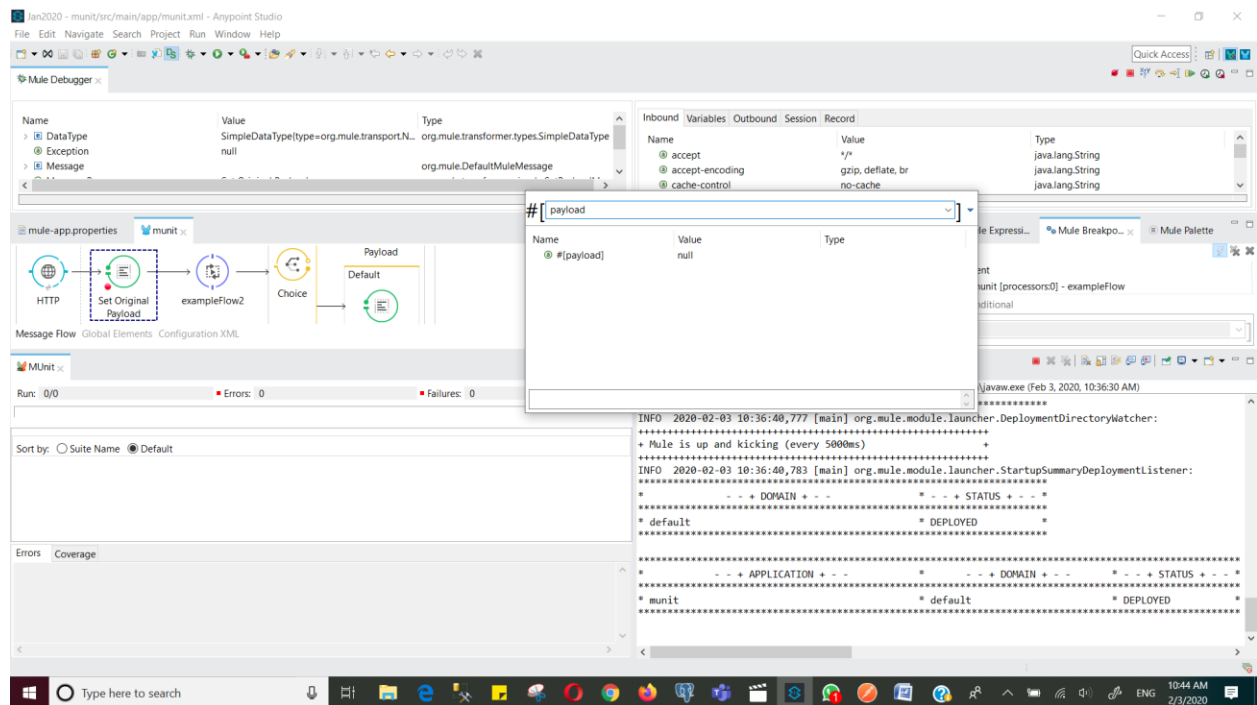 Jan2020 - munit/src/main/app/munit.xml - Anypoint Studio
File Edit Navigate Search Project Run Window Help
Quick Access
Mule Debugger
Name Value Type
DataType SimpleDataType{type=org.mule.transport.N... org.mule.transformer.types.SimpleDataType
Exception null
Message org.mule.DefaultMuleMessage
Inbound Variables Outbound Session Record
Name Value Type
accept */* java.lang.String
accept-encoding gzip, deflate, br java.lang.String
cache-control no-cache java.lang.String
#[ payload ]
Name Value Type
#[payload] null
mule-app.properties munit
le Expressi... Mule Breakpo... Mule Palette
HTTP
Set Original
Payload
exampleFlow2
Choice
Payload
Default
ent
nunit [processors:0] - exampleFlow
ditional
Message Flow Global Elements Configuration XML
MUnit
Run: 0/0 Errors: 0 Failures: 0
Sort by: Suite Name Default
Errors Coverage
\javaw.exe (Feb 3, 2020, 10:36:30 AM)
INFO 2020-02-03 10:36:40,777 [main] org.mule.module.launcher.DeploymentDirectoryWatcher:
++++++++++++++++++++++++++++++++++++++++++++++++++++++++++++
+ Mule is up and kicking (every 5000ms) +
++++++++++++++++++++++++++++++++++++++++++++++++++++++++++++
INFO 2020-02-03 10:36:40,783 [main] org.mule.module.launcher.StartupSummaryDeploymentListener:
**********************************************************************
* - - + DOMAIN + - - * - - + STATUS + - - *
**********************************************************************
* default * DEPLOYED *
**********************************************************************
*******************************************************************************************************
* - - + APPLICATION + - - * - - + DOMAIN + - - * - - + STATUS + - - *
*******************************************************************************************************
* munit * default * DEPLOYED *
*******************************************************************************************************
Type here to search
ENG
10:44 AM
2/3/2020